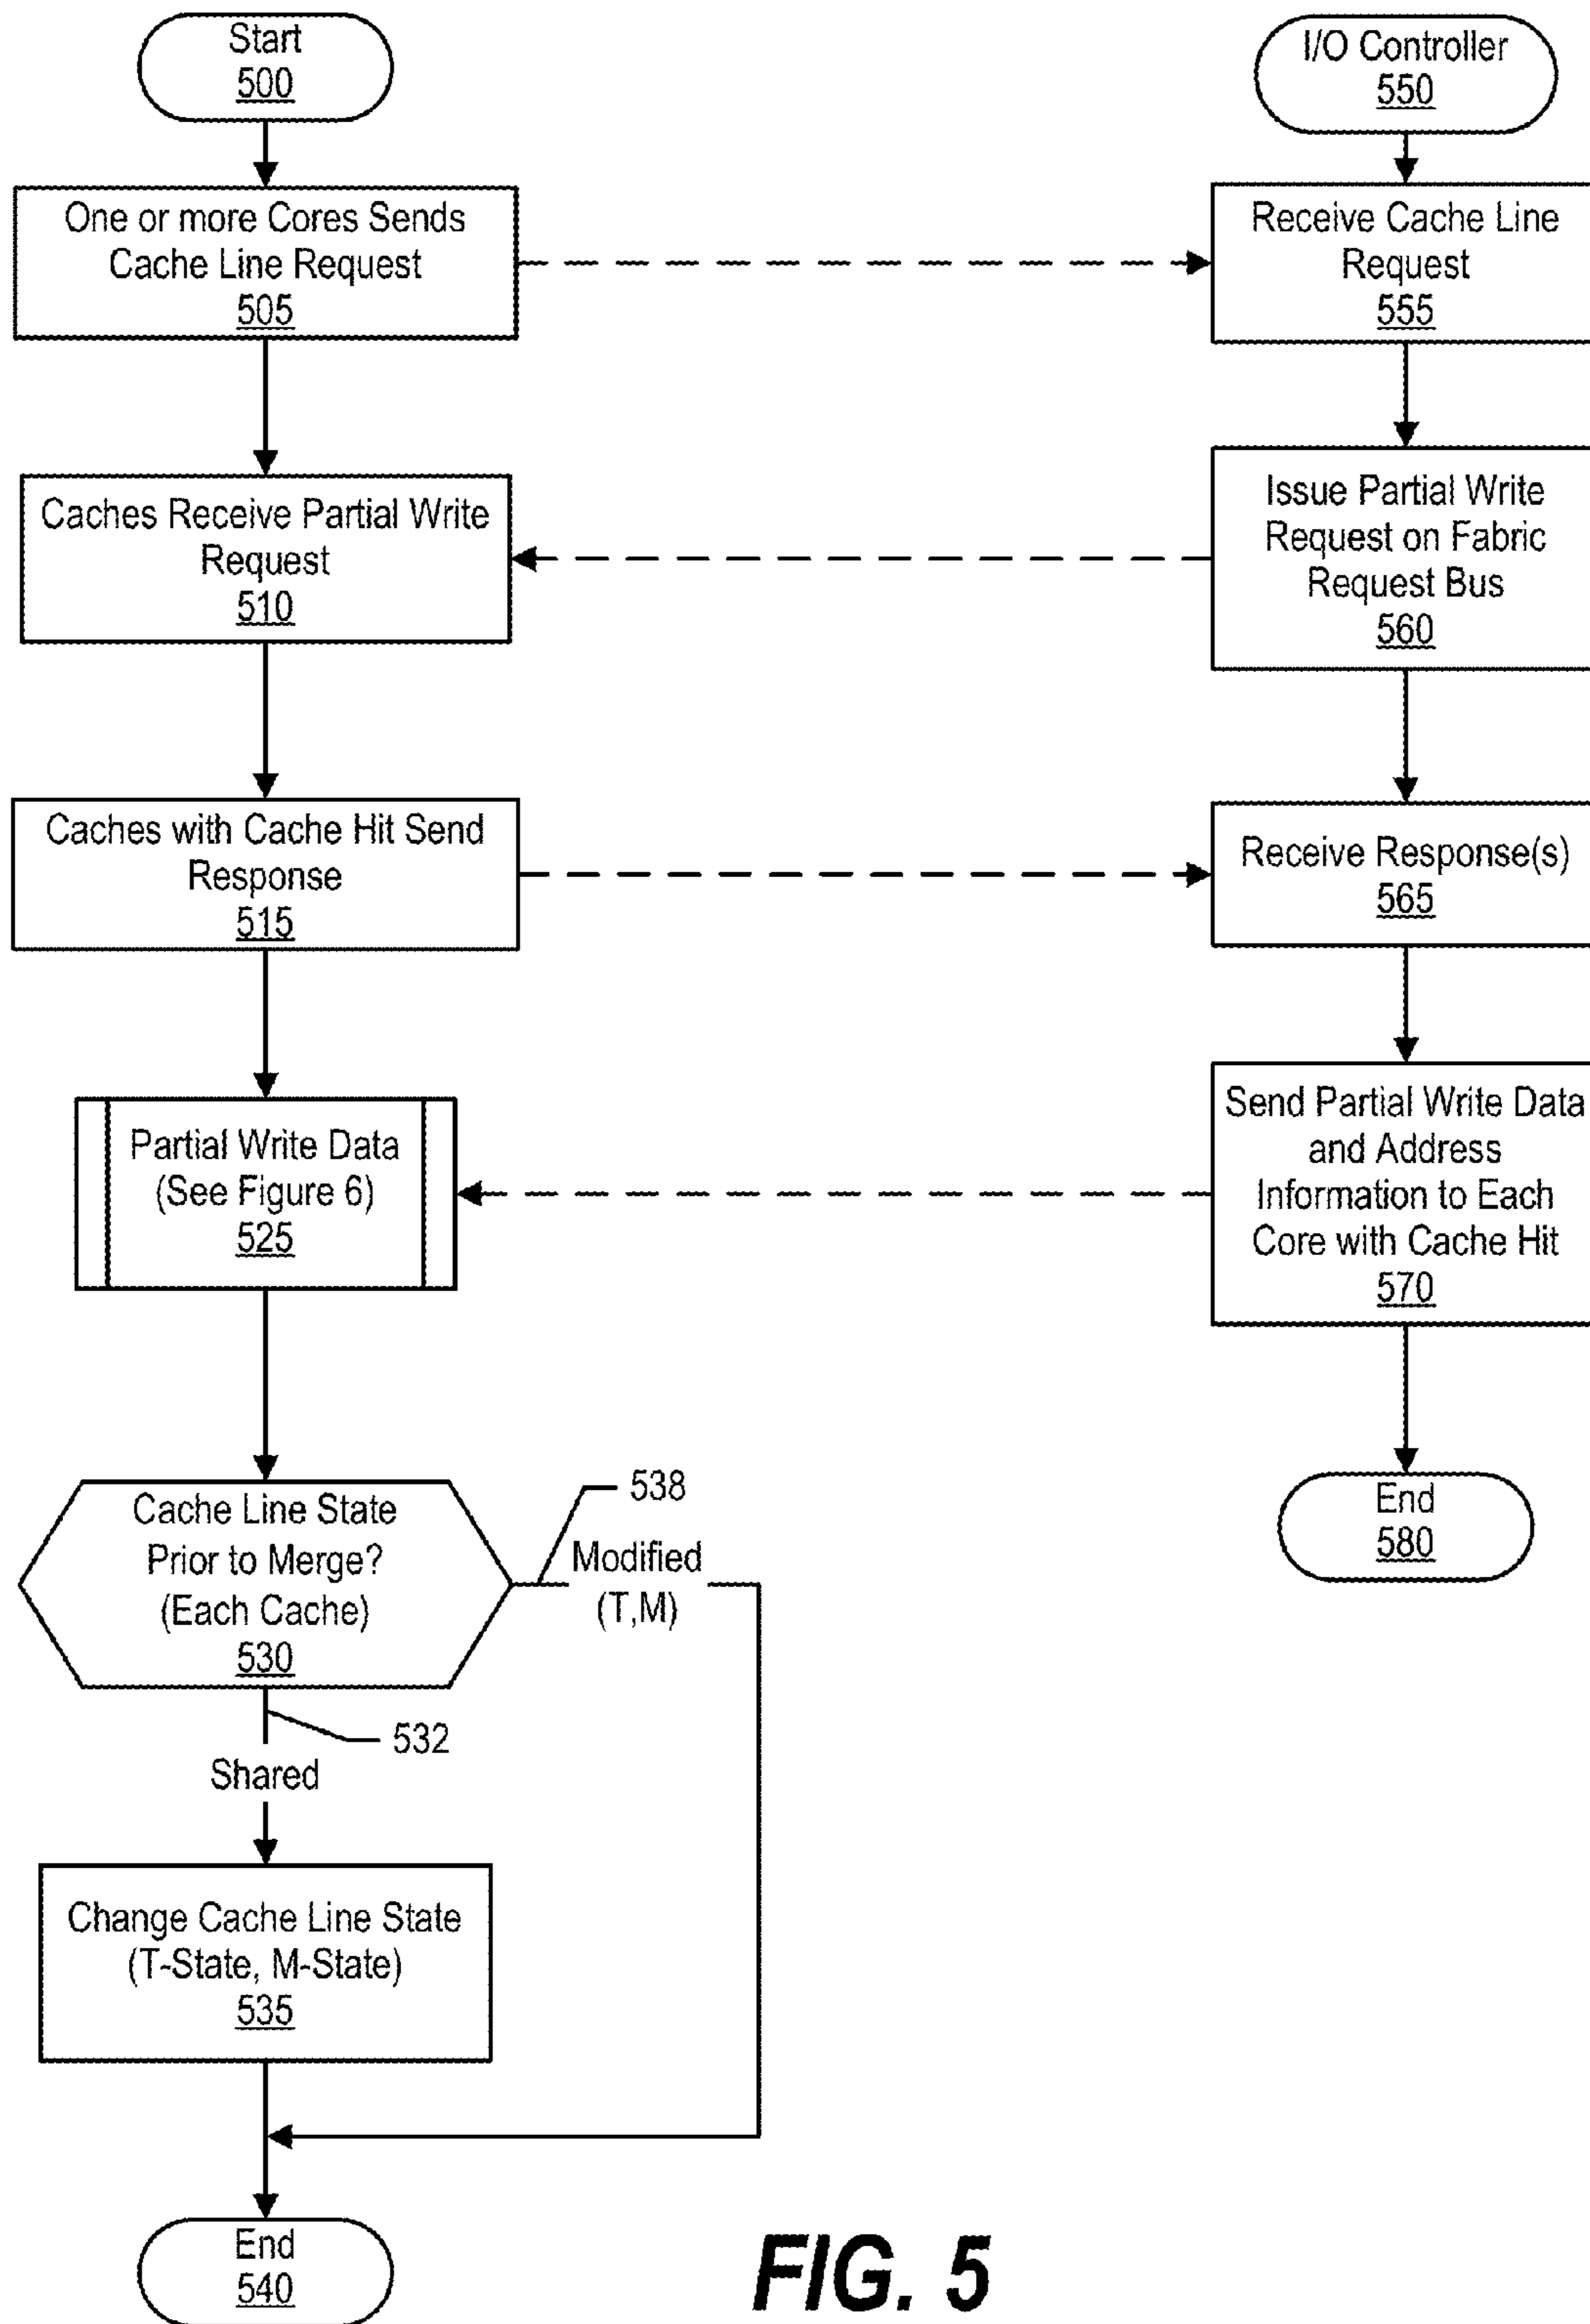 Start
500
One or more Cores Sends
Cache Line Request
505
Caches Receive Partial Write
Request
510
Caches with Cache Hit Send
Response
515
Partial Write Data
(See Figure 6)
525
Cache Line State
Prior to Merge?
(Each Cache)
530
538
Modified
(T,M)
532
Shared
Change Cache Line State
(T-State, M-State)
535
End
540
I/O Controller
550
Receive Cache Line
Request
555
Issue Partial Write
Request on Fabric
Request Bus
560
Receive Response(s)
565
Send Partial Write Data
and Address
Information to Each
Core with Cache Hit
570
End
580
FIG. 5